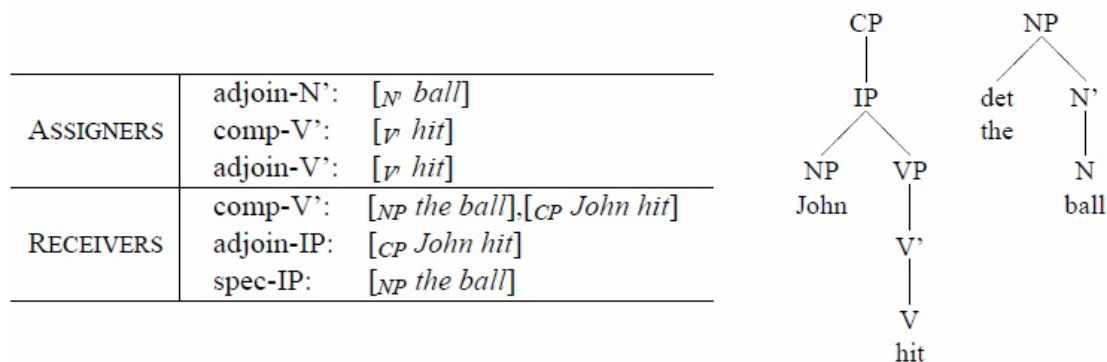 ASSIGNERS
adjoin-N’: [N’ ball]
comp-V’: [V’ hit]
adjoin-V’: [V’ hit]
RECEIVERS
comp-V’: [NP the ball],[CP John hit]
adjoin-IP: [CP John hit]
spec-IP: [NP the ball]
CP
IP
NP VP
John
V’
V
hit
NP
det N’
the
N
ball